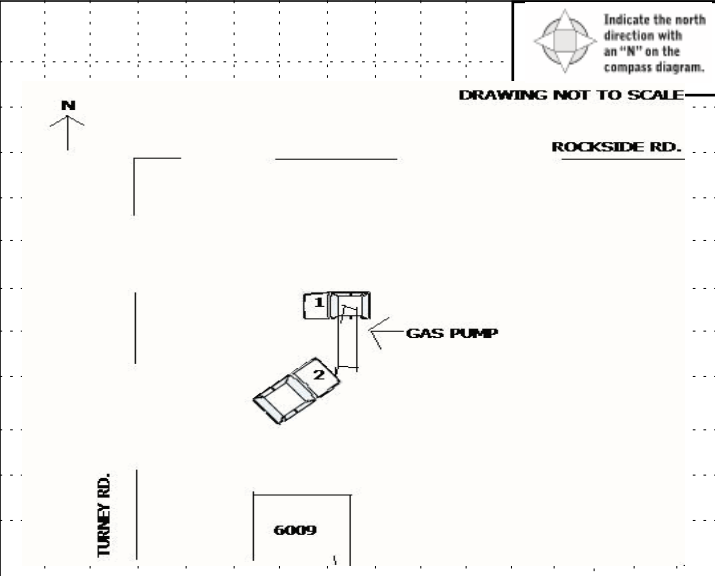 Indicate the north
direction with
an "N" on the
compass diagram.
DRAWING NOT TO SCALE
N
ROCKSIDE RD.
1
GAS PUMP
2
TURNEY RD.
6009